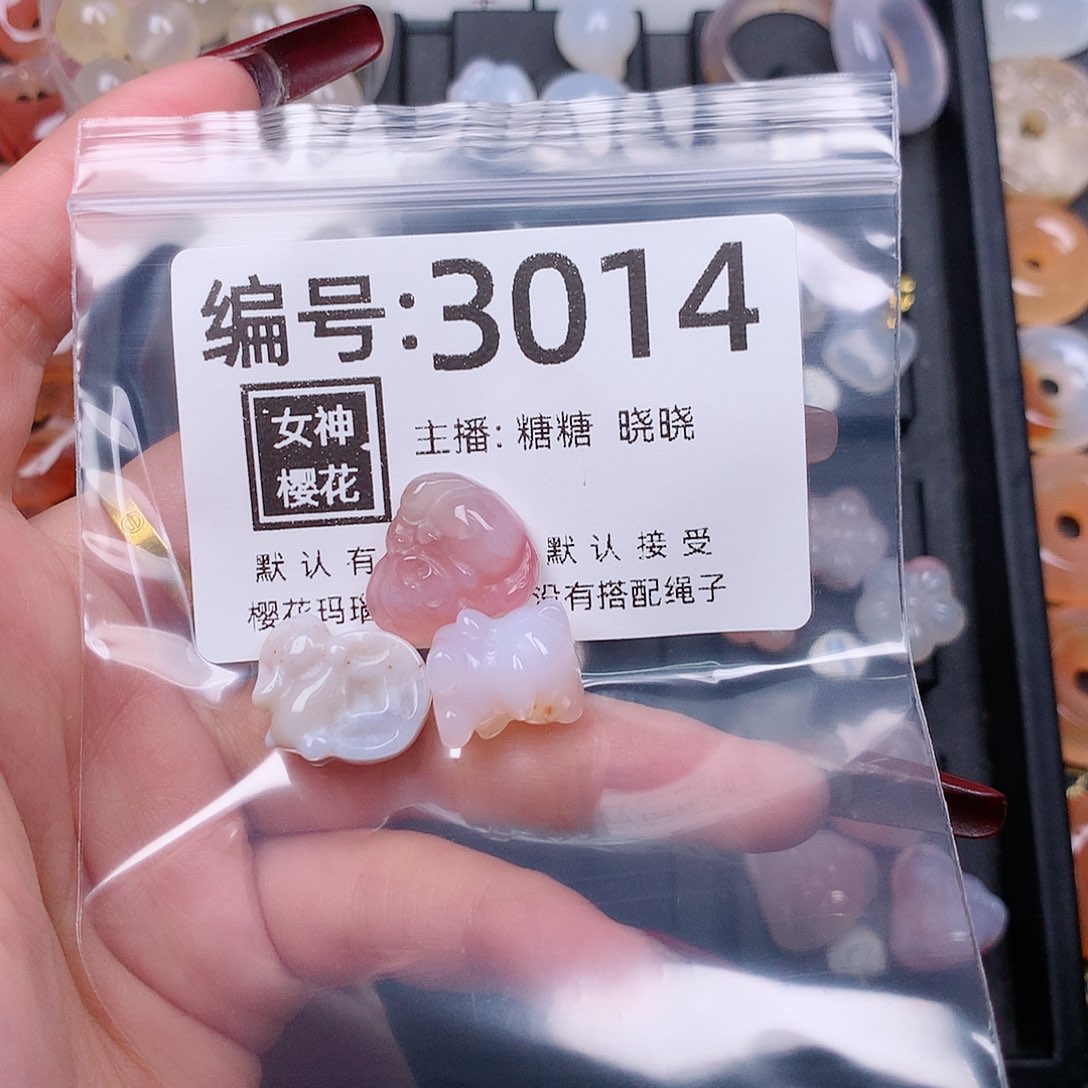 编号:3014
女神
樱花
主播: 糖糖 晓晓
默认有 默认接受
樱花玛瑙 没有搭配绳子